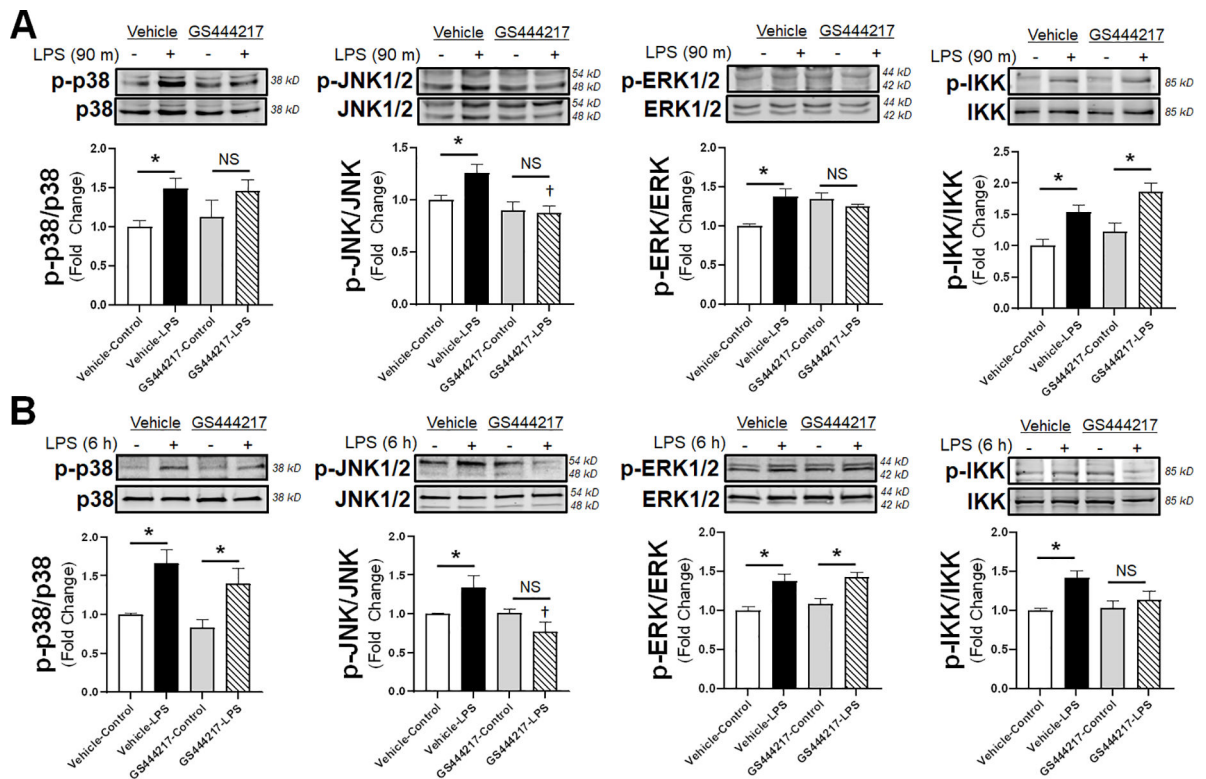 A
Vehicle GS444217
LPS (90 m) - + - +
p-p38 38 kD
p38 38 kD
p-p38/p38
(Fold Change)
2.0
1.5
1.0
0.5
0.0
* NS
Vehicle-Control
Vehicle-LPS
GS444217-Control
GS444217-LPS
Vehicle GS444217
LPS (90 m) - + - +
p-JNK1/2 54 kD
48 kD
JNK1/2 54 kD
48 kD
p-JNK/JNK
(Fold Change)
1.5
1.0
0.5
0.0
* NS †
Vehicle-Control
Vehicle-LPS
GS444217-Control
GS444217-LPS
Vehicle GS444217
LPS (90 m) - + - +
p-ERK1/2 44 kD
42 kD
ERK1/2 44 kD
42 kD
p-ERK/ERK
(Fold Change)
2.0
1.5
1.0
0.5
0.0
* NS
Vehicle-Control
Vehicle-LPS
GS444217-Control
GS444217-LPS
Vehicle GS444217
LPS (90 m) - + - +
p-IKK 85 kD
IKK 85 kD
p-IKK/IKK
(Fold Change)
2.5
2.0
1.5
1.0
0.5
0.0
* *
Vehicle-Control
Vehicle-LPS
GS444217-Control
GS444217-LPS
B
Vehicle GS444217
LPS (6 h) - + - +
p-p38 38 kD
p38 38 kD
p-p38/p38
(Fold Change)
2.0
1.5
1.0
0.5
0.0
* *
Vehicle-Control
Vehicle-LPS
GS444217-Control
GS444217-LPS
Vehicle GS444217
LPS (6 h) - + - +
p-JNK1/2 54 kD
48 kD
JNK1/2 54 kD
48 kD
p-JNK/JNK
(Fold Change)
2.0
1.5
1.0
0.5
0.0
* NS †
Vehicle-Control
Vehicle-LPS
GS444217-Control
GS444217-LPS
Vehicle GS444217
LPS (6 h) - + - +
p-ERK1/2 44 kD
42 kD
ERK1/2 44 kD
42 kD
p-ERK/ERK
(Fold Change)
2.0
1.5
1.0
0.5
0.0
* *
Vehicle-Control
Vehicle-LPS
GS444217-Control
GS444217-LPS
Vehicle GS444217
LPS (6 h) - + - +
p-IKK 85 kD
IKK 85 kD
p-IKK/IKK
(Fold Change)
2.0
1.5
1.0
0.5
0.0
* NS
Vehicle-Control
Vehicle-LPS
GS444217-Control
GS444217-LPS